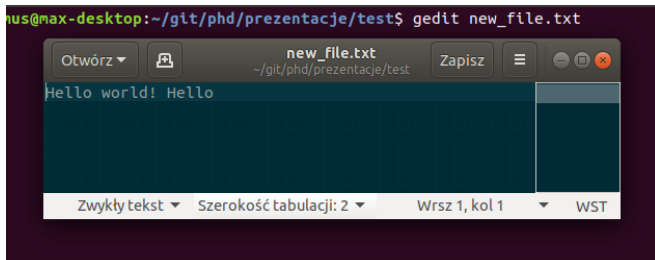 nus@max-desktop:~/git/phd/prezentacje/test$ gedit new_file.txt
Otwórz new_file.txt Zapisz
~/git/phd/prezentacje/test
Hello world! Hello
Zwykły tekst Szerokość tabulacji: 2 Wrsz 1, kol 1 WST